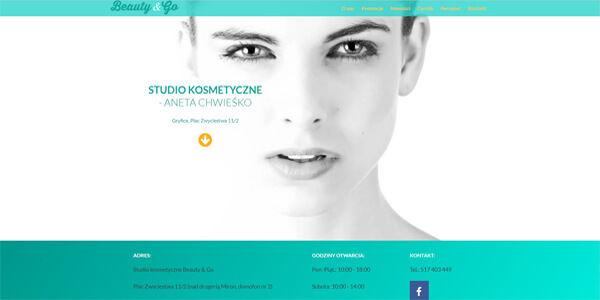 Beauty & Go
O nas Promocje Nowości Cennik Partnerzy Kontakt
STUDIO KOSMETYCZNE
- ANETA CHWIEŚKO
Gryfice, Plac Zwycięstwa 11/2
ADRES: GODZINY OTWARCIA: KONTAKT:
Studio kosmetyczne Beauty & Go Pon.-Piąt.: 10:00 - 18:00 Tel.: 517 403 449
Plac Zwycięstwa 11/2 (nad drogerią Miron, domofon nr 2) Sobota: 10:00 - 14:00